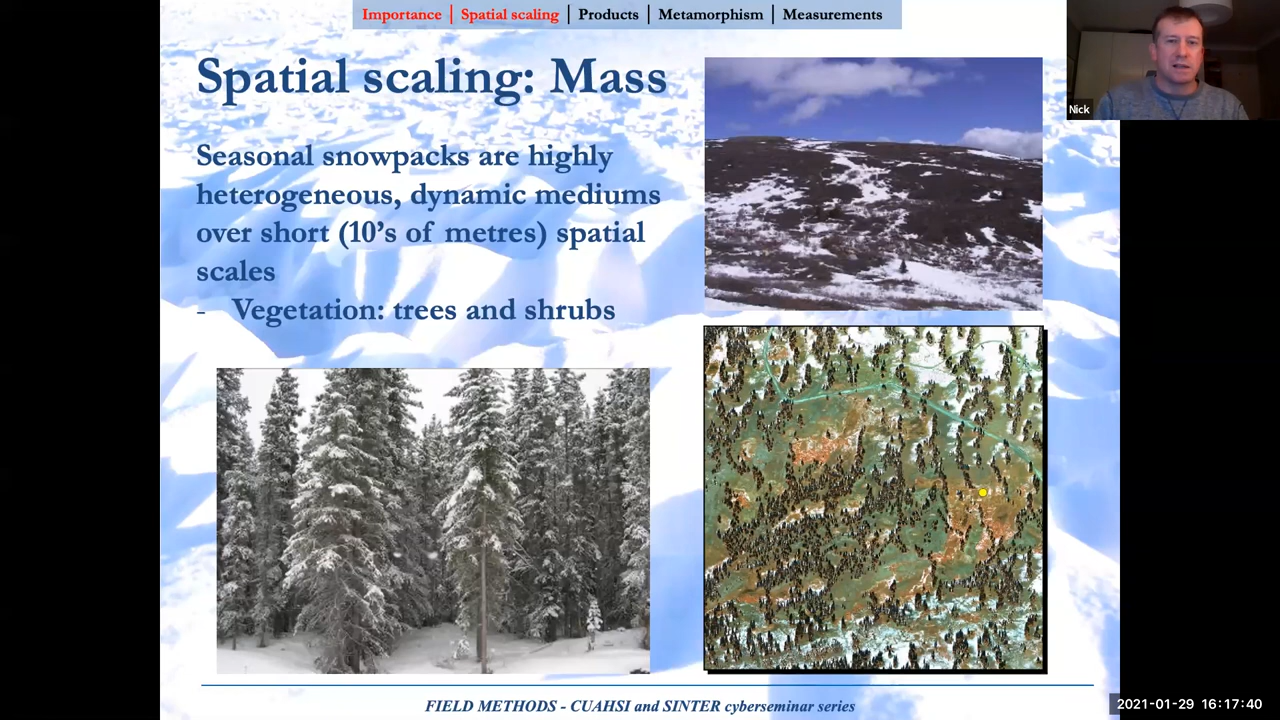 Importance | Spatial scaling | Products | Metamorphism | Measurements
Spatial scaling: Mass
Seasonal snowpacks are highly
heterogeneous, dynamic mediums
over short (10’s of metres) spatial
scales
- Vegetation: trees and shrubs
Nick
FIELD METHODS - CUAHSI and SINTER cyberseminar series
2021-01-29 16:17:40